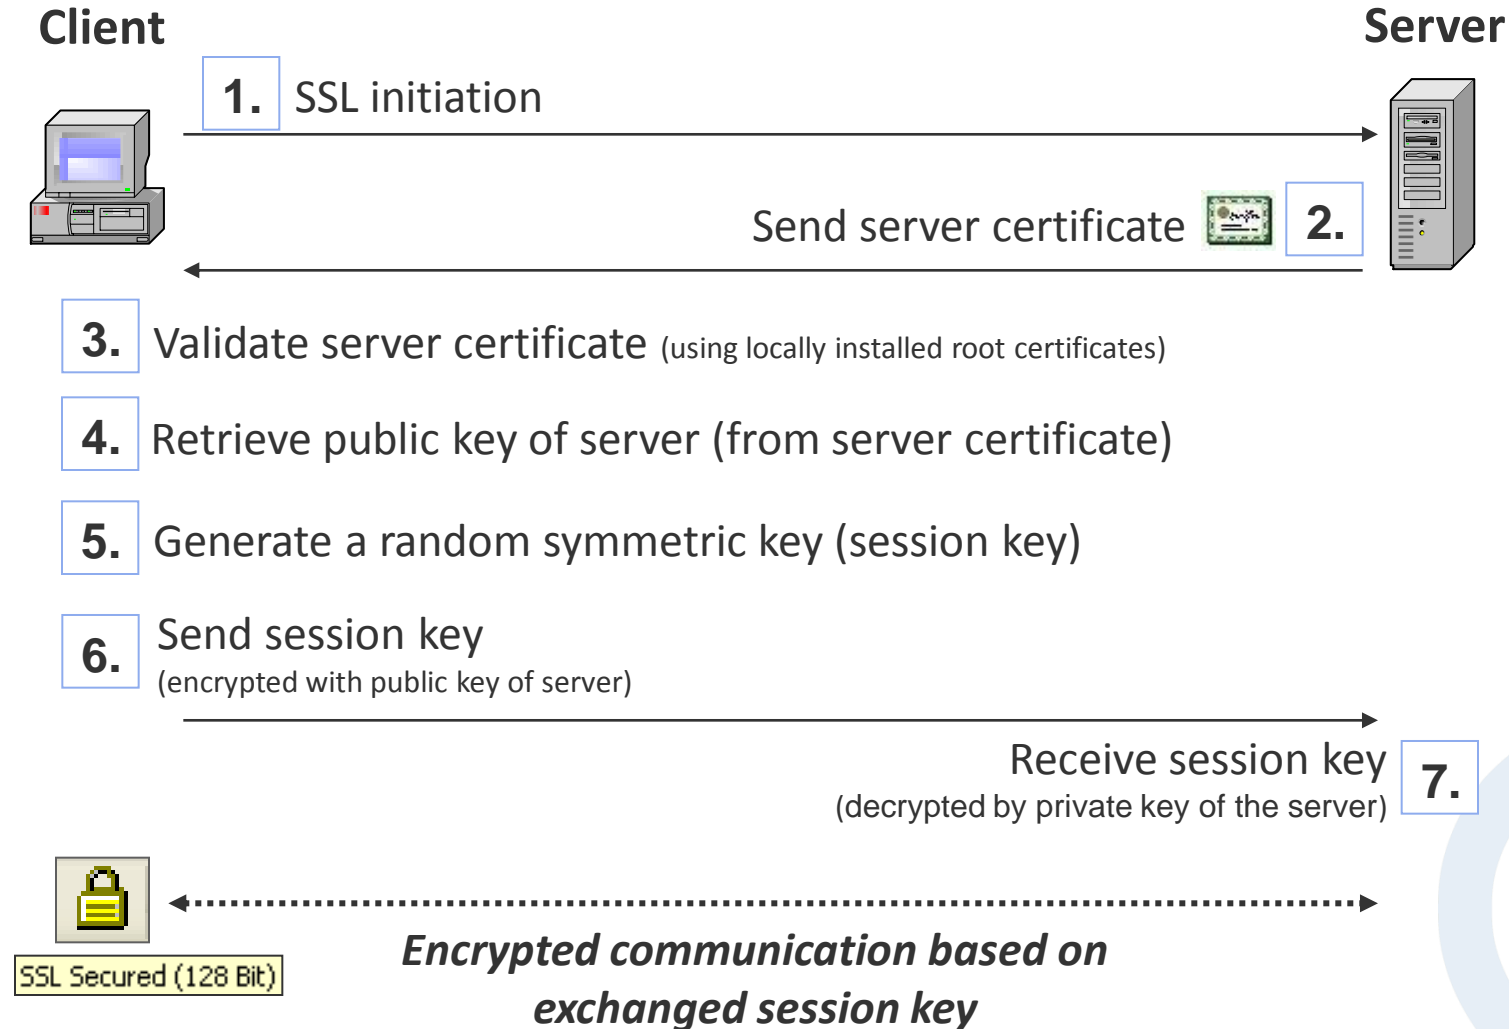 Client
Server
1. SSL initiation
Send server certificate 2.
3. Validate server certificate (using locally installed root certificates)
4. Retrieve public key of server (from server certificate)
5. Generate a random symmetric key (session key)
6. Send session key
(encrypted with public key of server)
Receive session key 7.
(decrypted by private key of the server)
Encrypted communication based on
exchanged session key
SSL Secured (128 Bit)